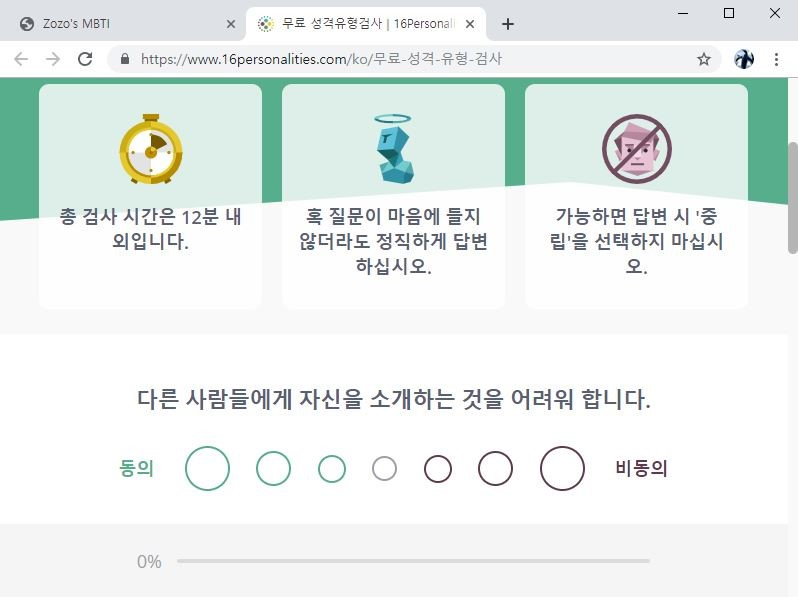 Zozo's MBTI
무료 성격유형검사 | 16Personali
https://www.16personalities.com/ko/무료-성격-유형-검사
총 검사 시간은 12분 내
외입니다.
혹 질문이 마음에 들지
않더라도 정직하게 답변
하십시오.
가능하면 답변 시 '중
립'을 선택하지 마십시
오.
다른 사람들에게 자신을 소개하는 것을 어려워 합니다.
동의
비동의
0%